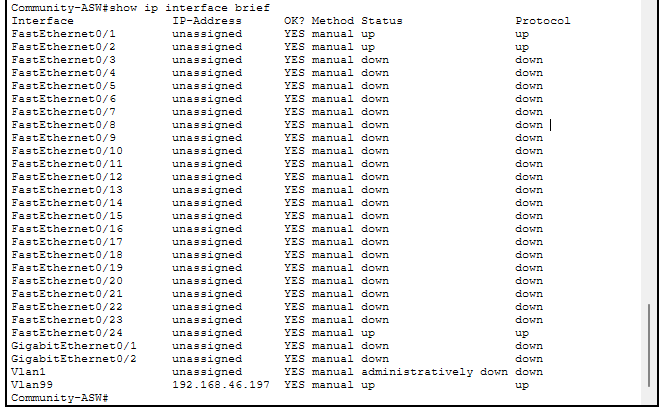 Community-ASW#show ip interface brief
Interface IP-Address OK? Method Status Protocol
FastEthernet0/1 unassigned YES manual up up
FastEthernet0/2 unassigned YES manual up up
FastEthernet0/3 unassigned YES manual down down
FastEthernet0/4 unassigned YES manual down down
FastEthernet0/5 unassigned YES manual down down
FastEthernet0/6 unassigned YES manual down down
FastEthernet0/7 unassigned YES manual down down
FastEthernet0/8 unassigned YES manual down down
FastEthernet0/9 unassigned YES manual down down
FastEthernet0/10 unassigned YES manual down down
FastEthernet0/11 unassigned YES manual down down
FastEthernet0/12 unassigned YES manual down down
FastEthernet0/13 unassigned YES manual down down
FastEthernet0/14 unassigned YES manual down down
FastEthernet0/15 unassigned YES manual down down
FastEthernet0/16 unassigned YES manual down down
FastEthernet0/17 unassigned YES manual down down
FastEthernet0/18 unassigned YES manual down down
FastEthernet0/19 unassigned YES manual down down
FastEthernet0/20 unassigned YES manual down down
FastEthernet0/21 unassigned YES manual down down
FastEthernet0/22 unassigned YES manual down down
FastEthernet0/23 unassigned YES manual down down
FastEthernet0/24 unassigned YES manual up up
GigabitEthernet0/1 unassigned YES manual down down
GigabitEthernet0/2 unassigned YES manual down down
Vlan1 unassigned YES manual administratively down down
Vlan99 192.168.46.197 YES manual up up
Community-ASW#